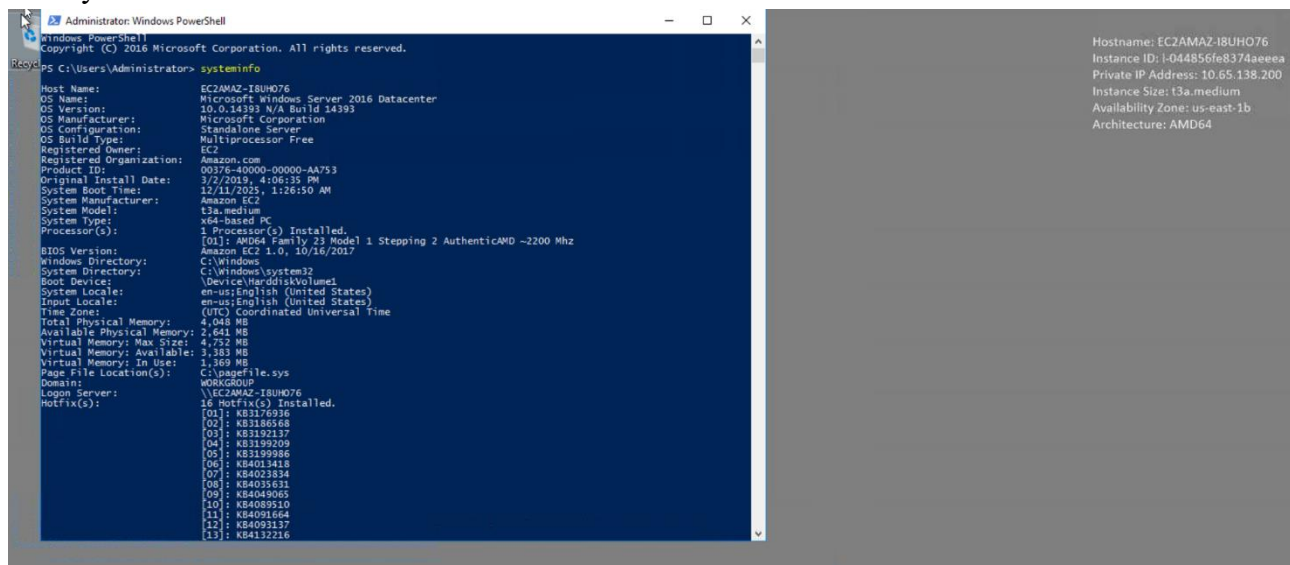 Administrator: Windows PowerShell
Windows PowerShell
Copyright (C) 2016 Microsoft Corporation. All rights reserved.
PS C:\Users\Administrator> systeminfo
Host Name: EC2AMAZ-I8UHO76
OS Name: Microsoft Windows Server 2016 Datacenter
OS Version: 10.0.14393 N/A Build 14393
OS Manufacturer: Microsoft Corporation
OS Configuration: Standalone Server
OS Build Type: Multiprocessor Free
Registered Owner: EC2
Registered Organization: Amazon.com
Product ID: 00376-40000-00000-AA753
Original Install Date: 3/2/2019, 4:06:35 PM
System Boot Time: 12/11/2025, 1:26:50 AM
System Manufacturer: Amazon EC2
System Model: t3a.medium
System Type: x64-based PC
Processor(s): 1 Processor(s) Installed.
[01]: AMD64 Family 23 Model 1 Stepping 2 AuthenticAMD ~2200 Mhz
BIOS Version: Amazon EC2 1.0, 10/16/2017
Windows Directory: C:\Windows
System Directory: C:\Windows\system32
Boot Device: \Device\HarddiskVolume1
System Locale: en-us;English (United States)
Input Locale: en-us;English (United States)
Time Zone: (UTC) Coordinated Universal Time
Total Physical Memory: 4,048 MB
Available Physical Memory: 2,641 MB
Virtual Memory: Max Size: 4,752 MB
Virtual Memory: Available: 3,383 MB
Virtual Memory: In Use: 1,369 MB
Page File Location(s): C:\pagefile.sys
Domain: WORKGROUP
Logon Server: \\EC2AMAZ-I8UHO76
Hotfix(s): 16 Hotfix(s) Installed.
[01]: KB3176936
[02]: KB3186568
[03]: KB3192137
[04]: KB3199209
[05]: KB3199986
[06]: KB4013418
[07]: KB4023834
[08]: KB4035631
[09]: KB4049065
[10]: KB4089510
[11]: KB4091664
[12]: KB4093137
[13]: KB4132216
Hostname: EC2AMAZ-I8UHO76
Instance ID: i-044856fe8374aeeea
Private IP Address: 10.65.138.200
Instance Size: t3a.medium
Availability Zone: us-east-1b
Architecture: AMD64